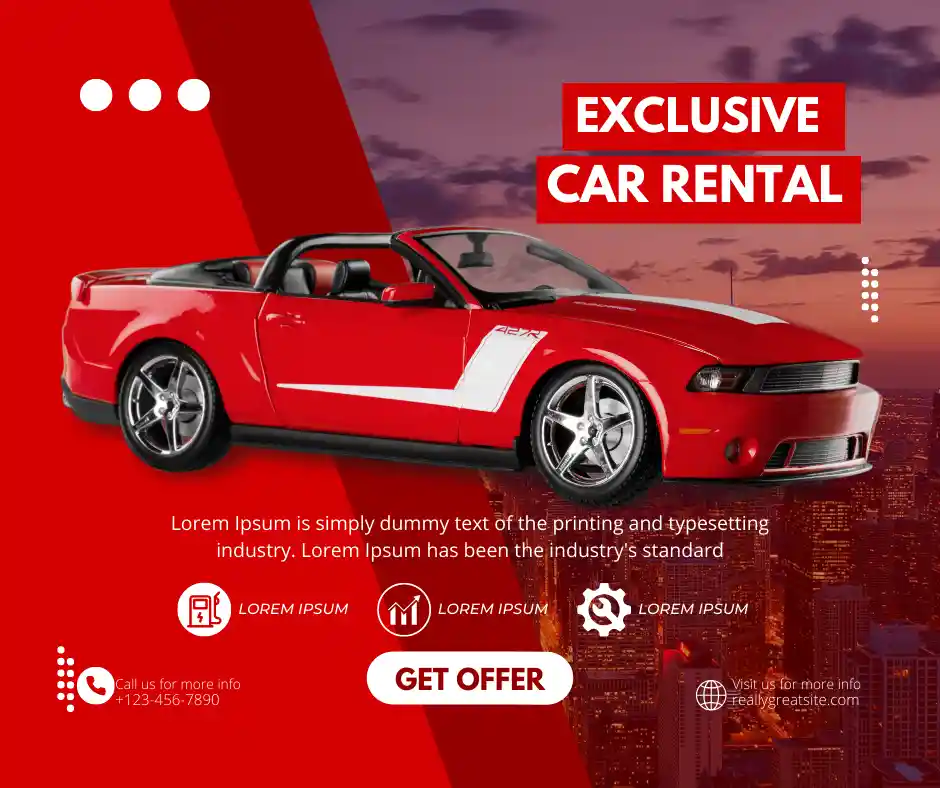 EXCLUSIVE
CAR RENTAL
427R
Lorem Ipsum is simply dummy text of the printing and typesetting
industry. Lorem Ipsum has been the industry's standard
LOREM IPSUM
LOREM IPSUM
LOREM IPSUM
GET OFFER
Call us for more info
+123-456-7890
Visit us for more info
reallygreatsite.com